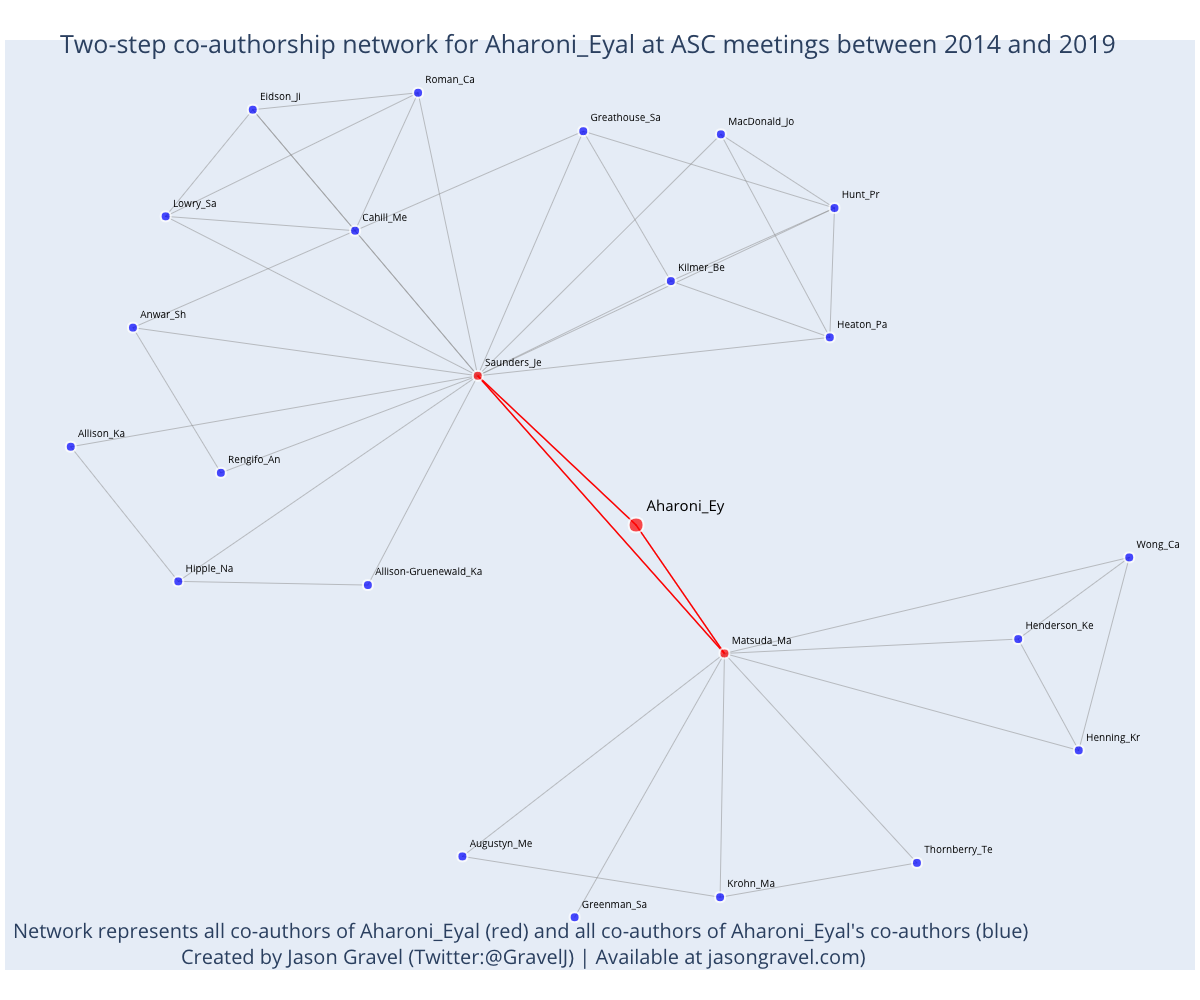 Two-step co-authorship network for Aharoni_Eyal at ASC meetings between 2014 and 2019
Roman_Ca
Eidson_Ji
Greathouse_Sa
MacDonald_Jo
Hunt_Pr
Lowry_Sa
Cahill_Me
Kilmer_Be
Anwar_Sh
Heaton_Pa
Saunders_Je
Allison_Ka
Rengifo_An
Aharoni_Ey
Wong_Ca
Hipple_Na
Allison-Gruenewald_Ka
Henderson_Ke
Matsuda_Ma
Henning_Kr
Augustyn_Me
Thornberry_Te
Krohn_Ma
Greenman_Sa
Network represents all co-authors of Aharoni_Eyal (red) and all co-authors of Aharoni_Eyal's co-authors (blue)
Created by Jason Gravel (Twitter:@GravelJ) | Available at jasongravel.com)